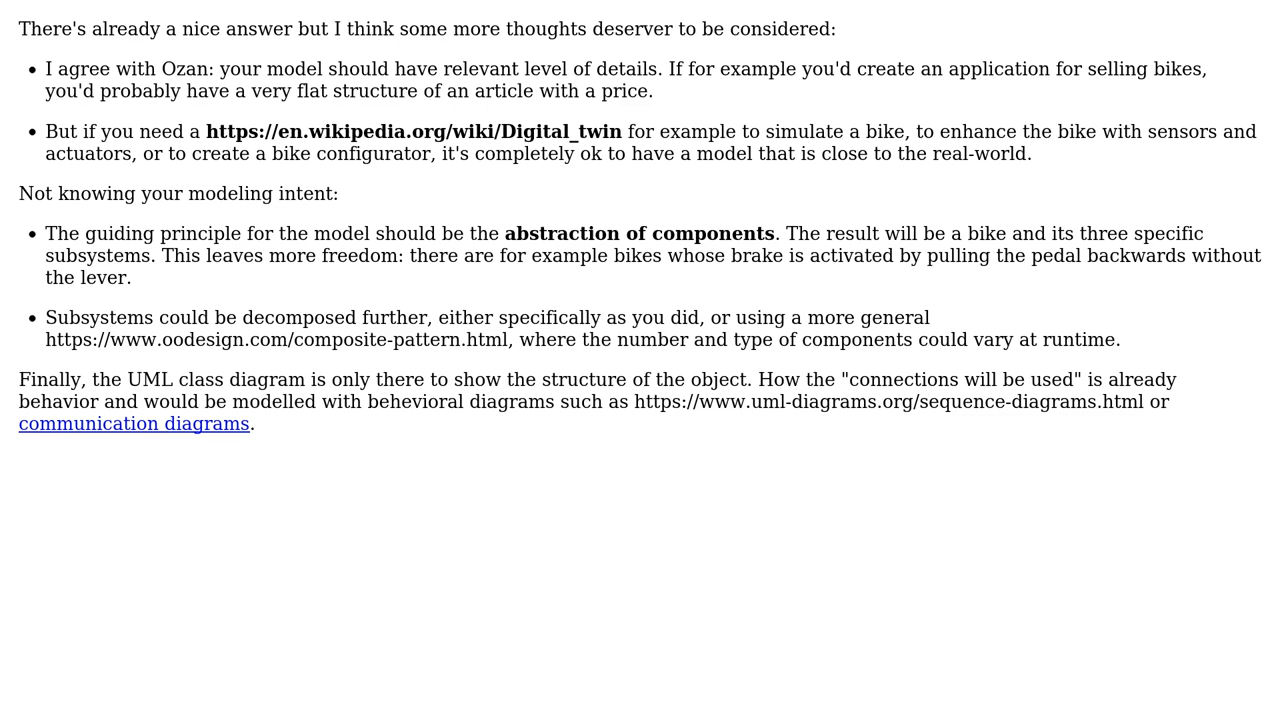 There's already a nice answer but I think some more thoughts deserver to be considered:
• I agree with Ozan: your model should have relevant level of details. If for example you'd create an application for selling bikes,
you'd probably have a very flat structure of an article with a price.
• But if you need a https://en.wikipedia.org/wiki/Digital_twin for example to simulate a bike, to enhance the bike with sensors and
actuators, or to create a bike configurator, it's completely ok to have a model that is close to the real-world.
Not knowing your modeling intent:
• The guiding principle for the model should be the abstraction of components. The result will be a bike and its three specific
subsystems. This leaves more freedom: there are for example bikes whose brake is activated by pulling the pedal backwards without
the lever.
• Subsystems could be decomposed further, either specifically as you did, or using a more general
https://www.oodesign.com/composite-pattern.html, where the number and type of components could vary at runtime.
Finally, the UML class diagram is only there to show the structure of the object. How the "connections will be used" is already
behavior and would be modelled with behevioral diagrams such as https://www.uml-diagrams.org/sequence-diagrams.html or
communication diagrams.